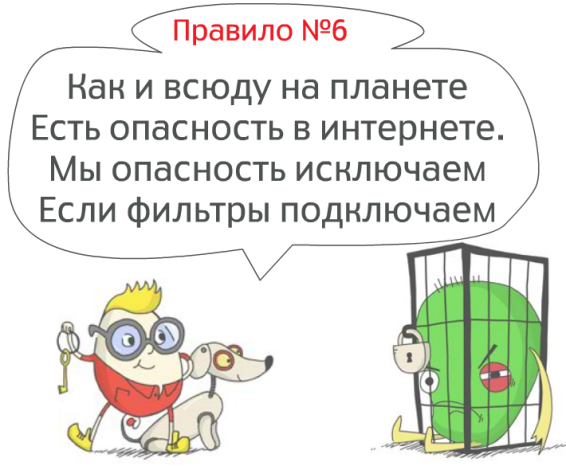 Правило №6
Как и всюду на планете
Есть опасность в интернете.
Мы опасность исключаем
Если фильтры подключаем